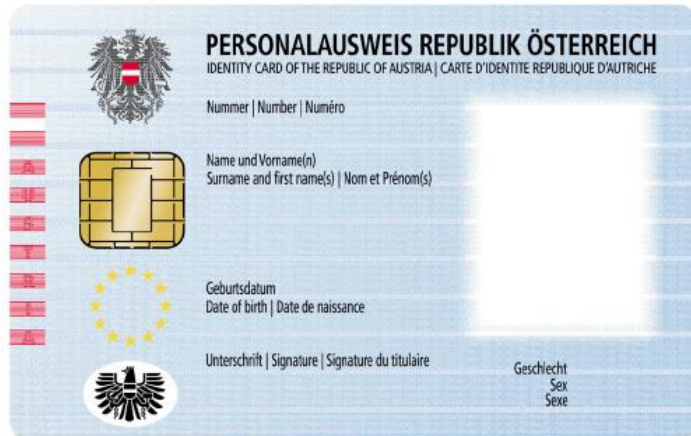 PERSONALAUSWEIS REPUBLIK ÖSTERREICH
IDENTITY CARD OF THE REPUBLIC OF AUSTRIA | CARTE D'IDENTITE REPUBLIQUE D'AUTRICHE
Nummer | Number | Numéro
Name und Vorname(n)
Surname and first name(s) | Nom et Prénom(s)
Geburtsdatum
Date of birth | Date de naissance
Unterschrift | Signature | Signature du titulaire
Geschlecht
Sex
Sexe
AUSTRIA